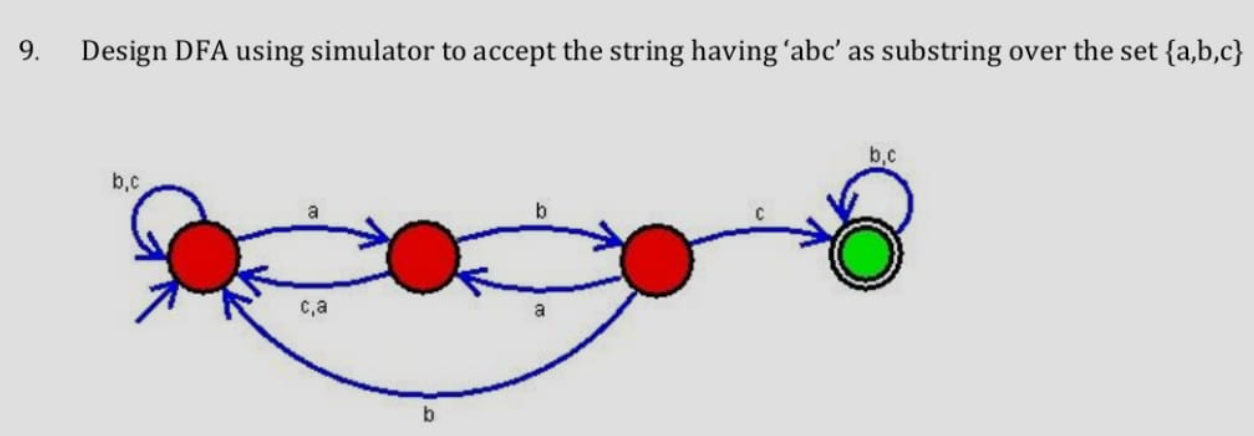 9. Design DFA using simulator to accept the string having ‘abc’ as substring over the set {a,b,c}
b,c
b,c
a
b
c
c,a
a
b